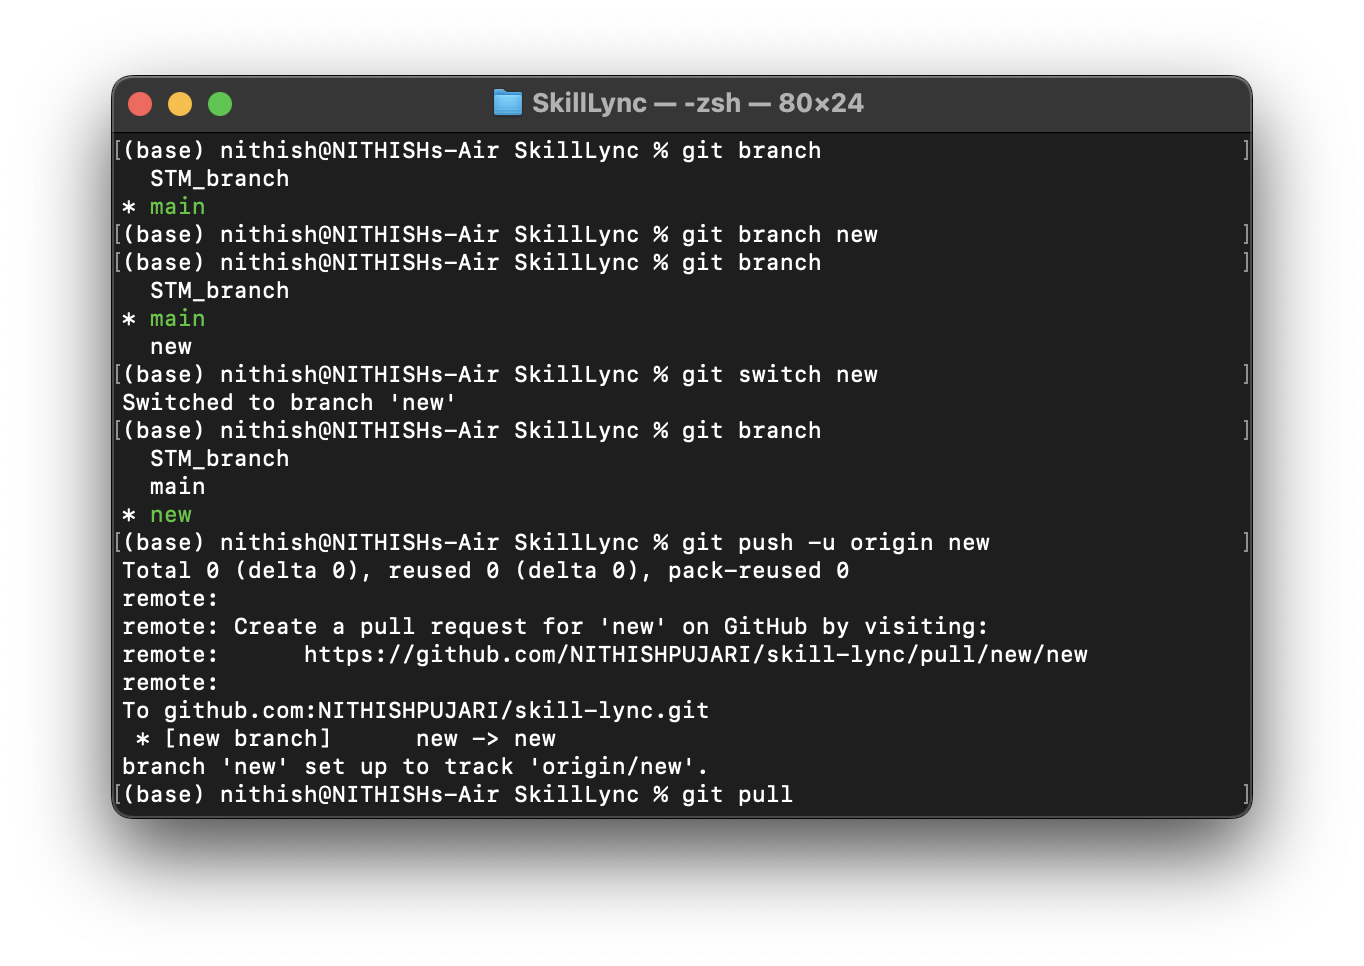 SkillLync — -zsh — 80×24
(base) nithish@NITHISHs-Air SkillLync % git branch
  STM_branch
* main
(base) nithish@NITHISHs-Air SkillLync % git branch new
(base) nithish@NITHISHs-Air SkillLync % git branch
  STM_branch
* main
  new
(base) nithish@NITHISHs-Air SkillLync % git switch new
Switched to branch 'new'
(base) nithish@NITHISHs-Air SkillLync % git branch
  STM_branch
  main
* new
(base) nithish@NITHISHs-Air SkillLync % git push -u origin new
Total 0 (delta 0), reused 0 (delta 0), pack-reused 0
remote:
remote: Create a pull request for 'new' on GitHub by visiting:
remote:      https://github.com/NITHISHPUJARI/skill-lync/pull/new/new
remote:
To github.com:NITHISHPUJARI/skill-lync.git
 * [new branch]      new -> new
branch 'new' set up to track 'origin/new'.
(base) nithish@NITHISHs-Air SkillLync % git pull